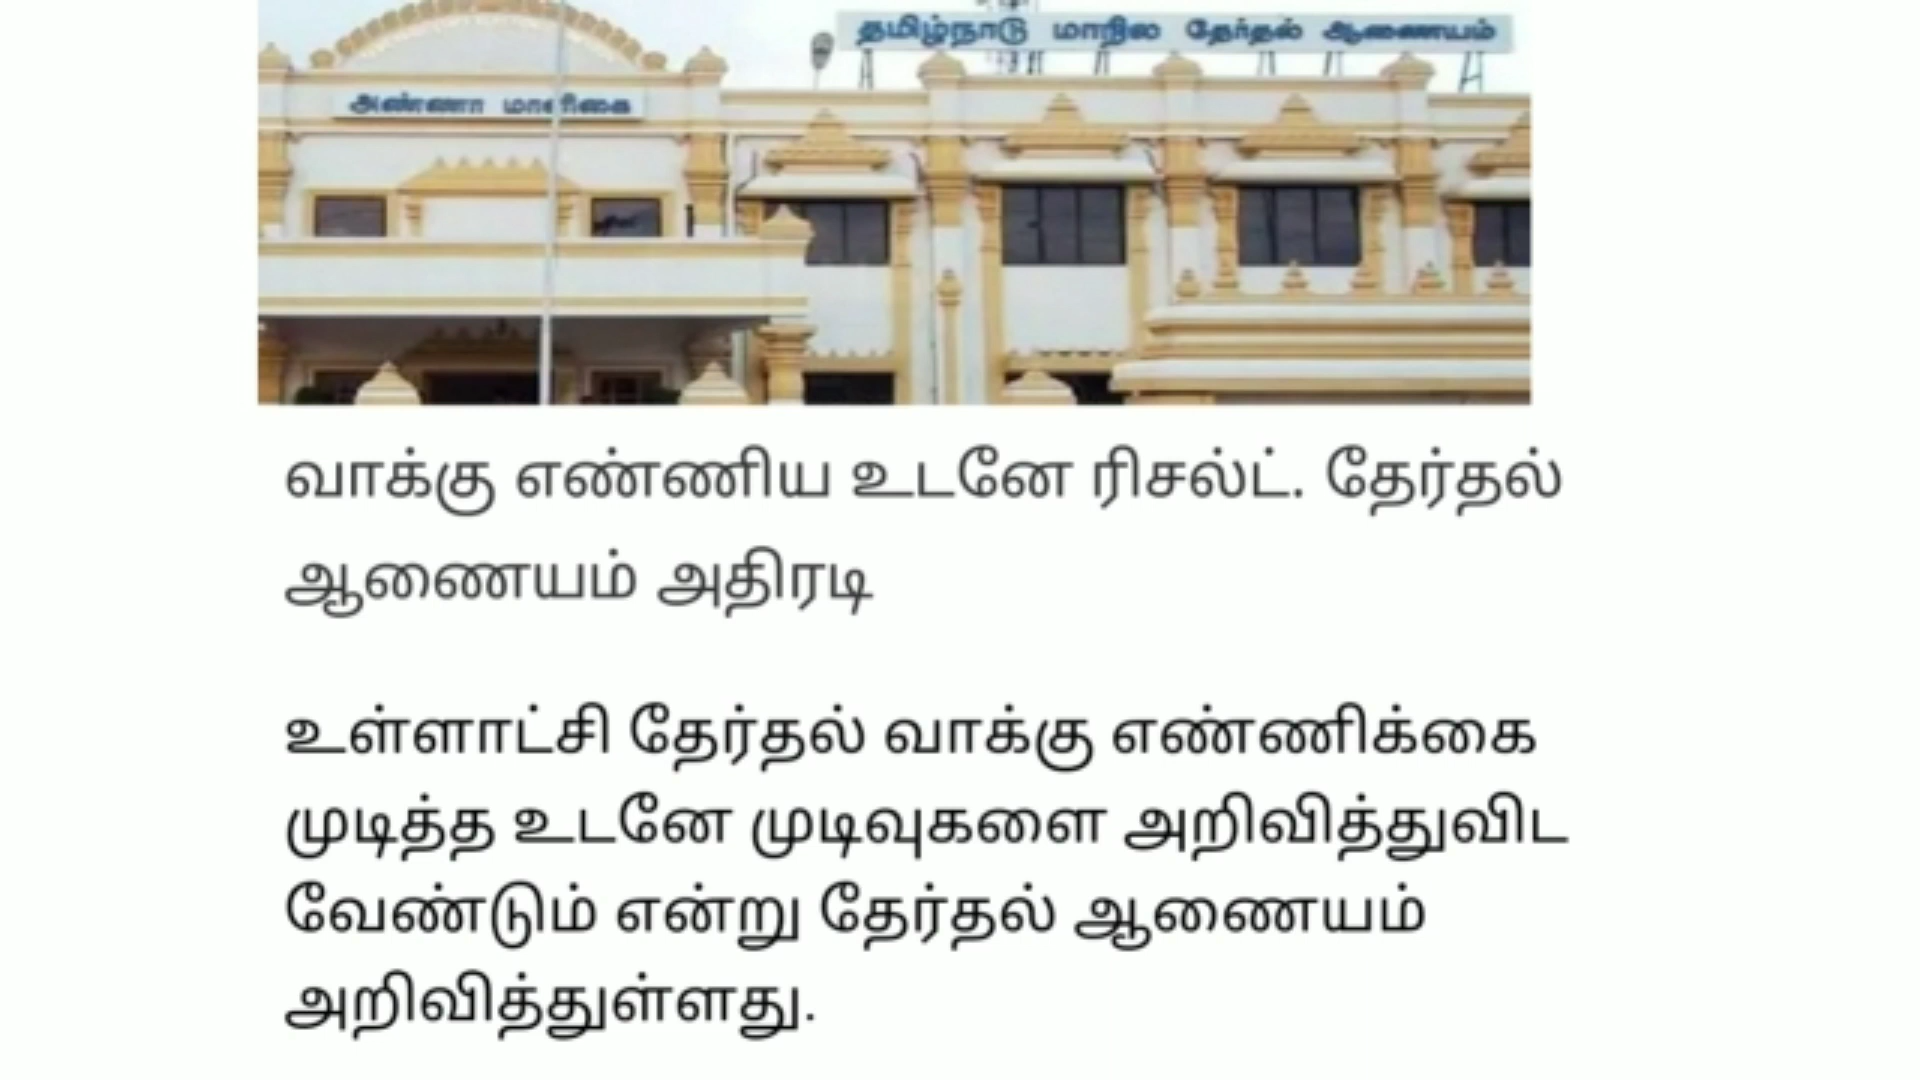 தமிழ்நாடு மாநில தேர்தல் ஆணையம்
அண்ணா மாளிகை
வாக்கு எண்ணிய உடனே ரிசல்ட். தேர்தல்
ஆணையம் அதிரடி
உள்ளாட்சி தேர்தல் வாக்கு எண்ணிக்கை
முடித்த உடனே முடிவுகளை அறிவித்துவிட
வேண்டும் என்று தேர்தல் ஆணையம்
அறிவித்துள்ளது.